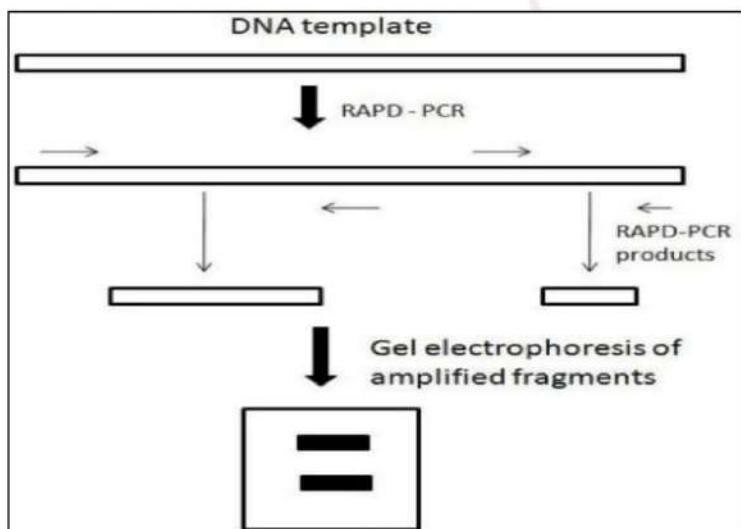 DNA template
RAPD - PCR
RAPD-PCR
products
Gel electrophoresis of
amplified fragments